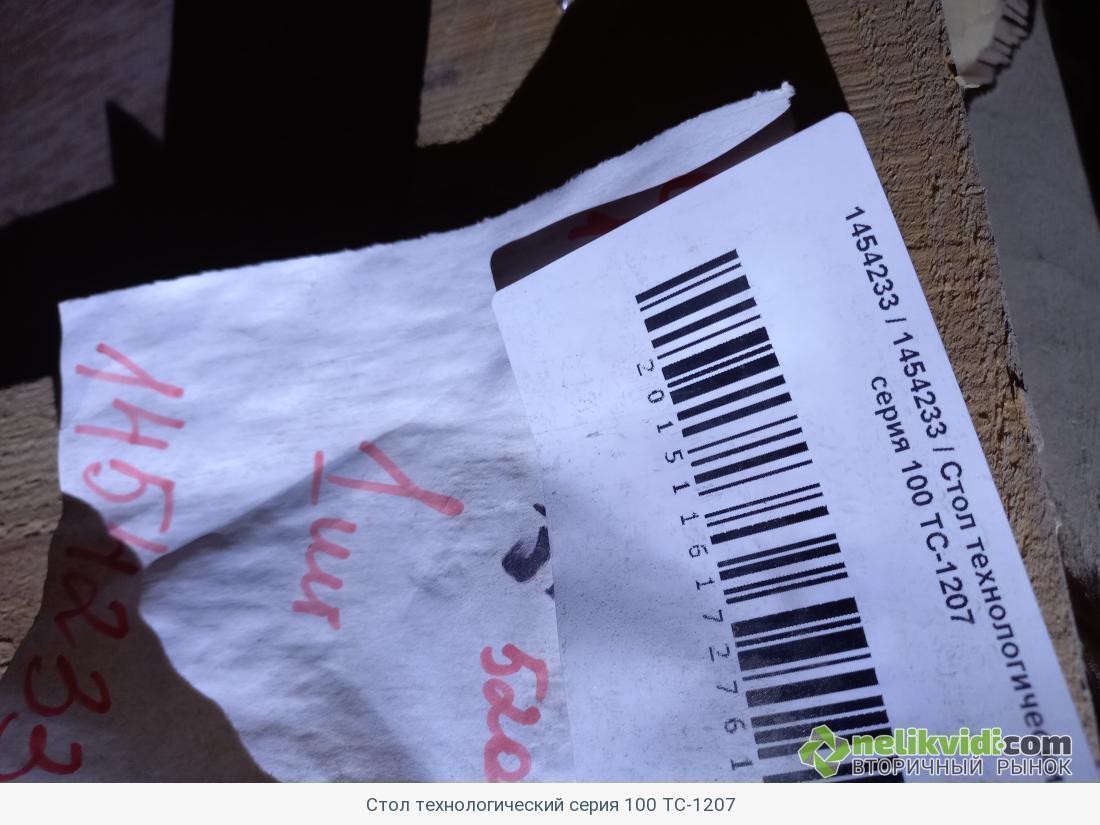 1454233 / 1454233 / Стол технологичес
серия 100 ТС-1207
2015116172761
1454233
1 шт
520
nelikvidi.com
ВТОРИЧНЫЙ РЫНОК
Стол технологический серия 100 ТС-1207